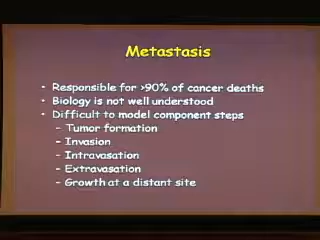 Metastasis
• Responsible for >90% of cancer deaths
• Biology is not well understood
• Difficult to model component steps
– Tumor formation
– Invasion
– Intravasation
– Extravasation
– Growth at a distant site